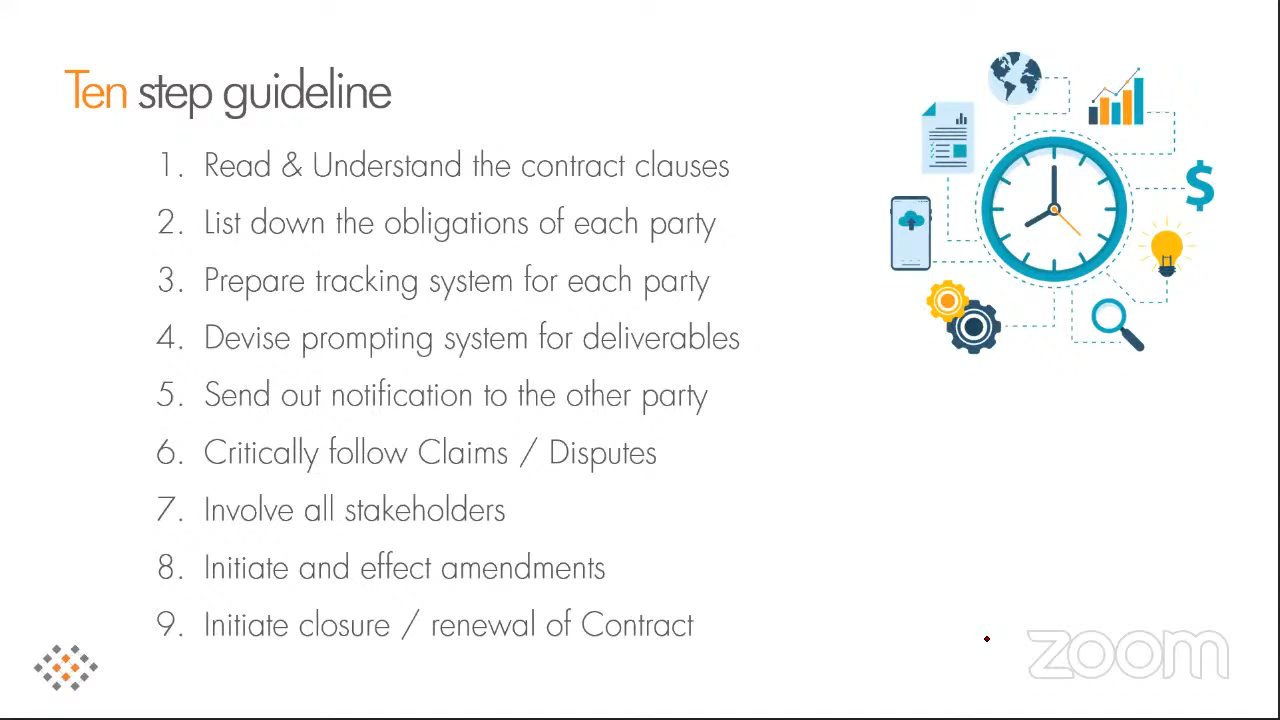 Ten step guideline
1. Read & Understand the contract clauses
2. List down the obligations of each party
3. Prepare tracking system for each party
4. Devise prompting system for deliverables
5. Send out notification to the other party
6. Critically follow Claims / Disputes
7. Involve all stakeholders
8. Initiate and effect amendments
9. Initiate closure / renewal of Contract
$
zoom